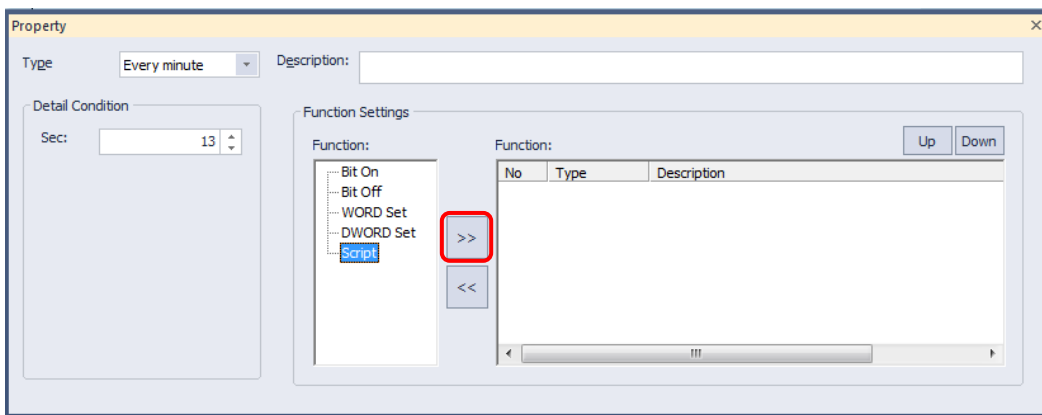 Property
Type Every minute Description:
Detail Condition
Function Settings
Sec: 13
Function: Function: Up Down
No Type Description
Bit On
Bit Off
WORD Set
DWORD Set
Script
>>
<<